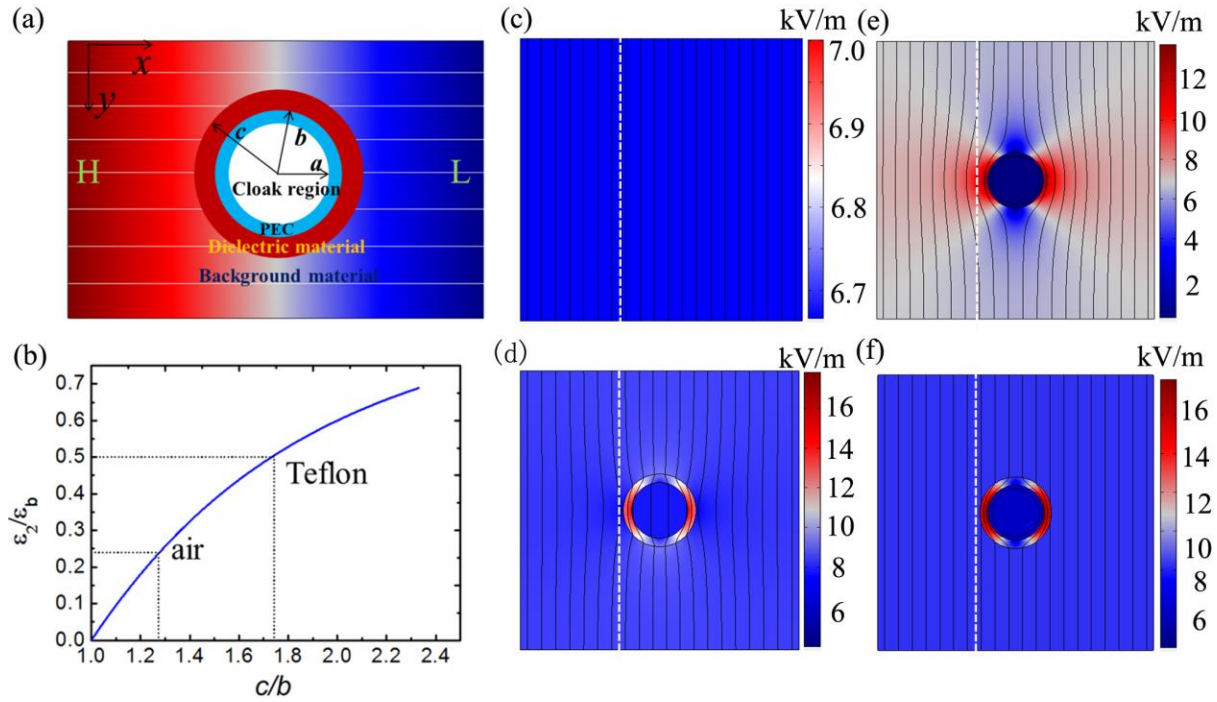 (a)
x
y
c
b
a
H
L
Cloak region
PEC
Dielectric material
Background material
(b)
0.7
0.6
0.5
0.4
0.3
0.2
0.1
0.0
ε2/εb
Teflon
air
1.0 1.2 1.4 1.6 1.8 2.0 2.2 2.4
c/b
(c)
kV/m
7.0
6.9
6.8
6.7
(d)
kV/m
16
14
12
10
8
6
(e)
kV/m
12
10
8
6
4
2
(f)
kV/m
16
14
12
10
8
6